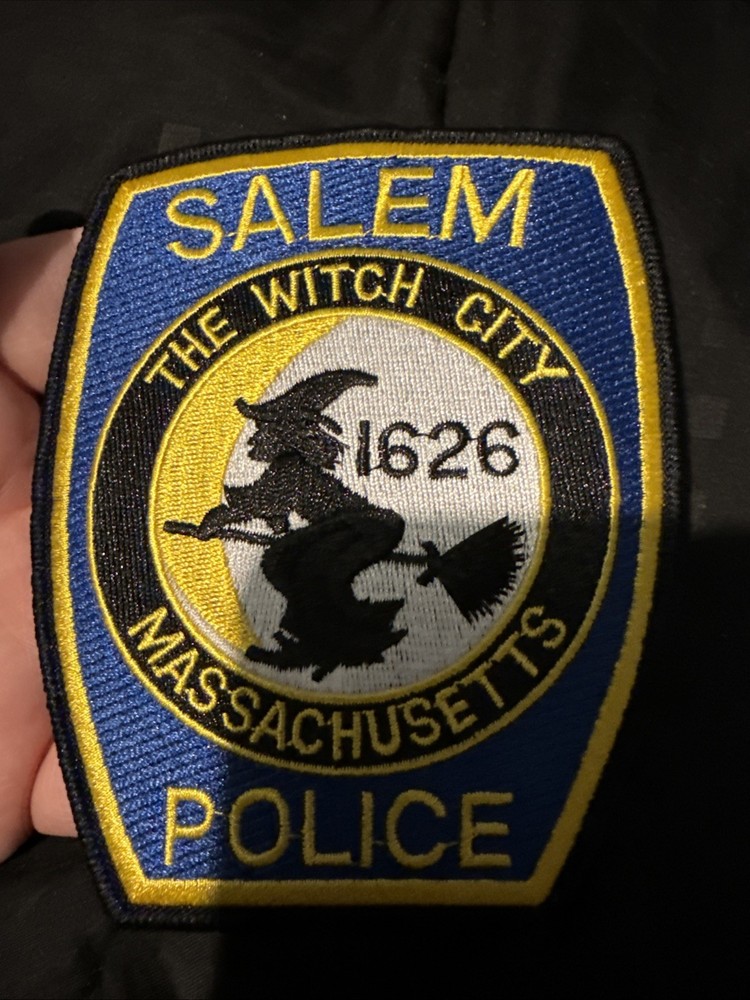 SALEM
THE WITCH CITY
1626
MASSACHUSETTS
POLICE